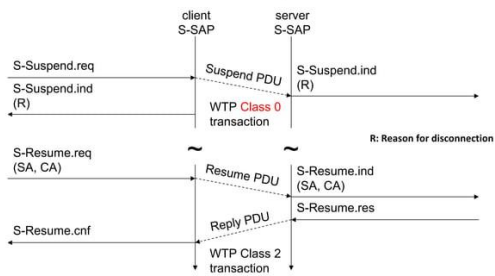 client
S-SAP
server
S-SAP
S-Suspend.req
Suspend PDU
S-Suspend.ind
(R)
S-Suspend.ind
(R)
WTP Class 0
transaction
R: Reason for disconnection
~
~
S-Resume.req
(SA, CA)
Resume PDU
S-Resume.ind
(SA, CA)
S-Resume.res
Reply PDU
S-Resume.cnf
WTP Class 2
transaction